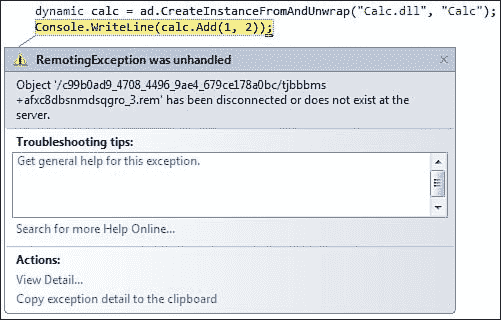 dynamic calc = ad.CreateInstanceFromAndUnwrap("Calc.dll", "Calc");
Console.WriteLine(calc.Add(1, 2));
RemotingException was unhandled
Object '/c99b0ad9_4708_4496_9ae4_679ce178a0bc/tjbbbms
+afxc8dbsnmdsqgro_3.rem' has been disconnected or does not exist at the
server.
Troubleshooting tips:
Get general help for this exception.
Search for more Help Online...
Actions:
View Detail...
Copy exception detail to the clipboard